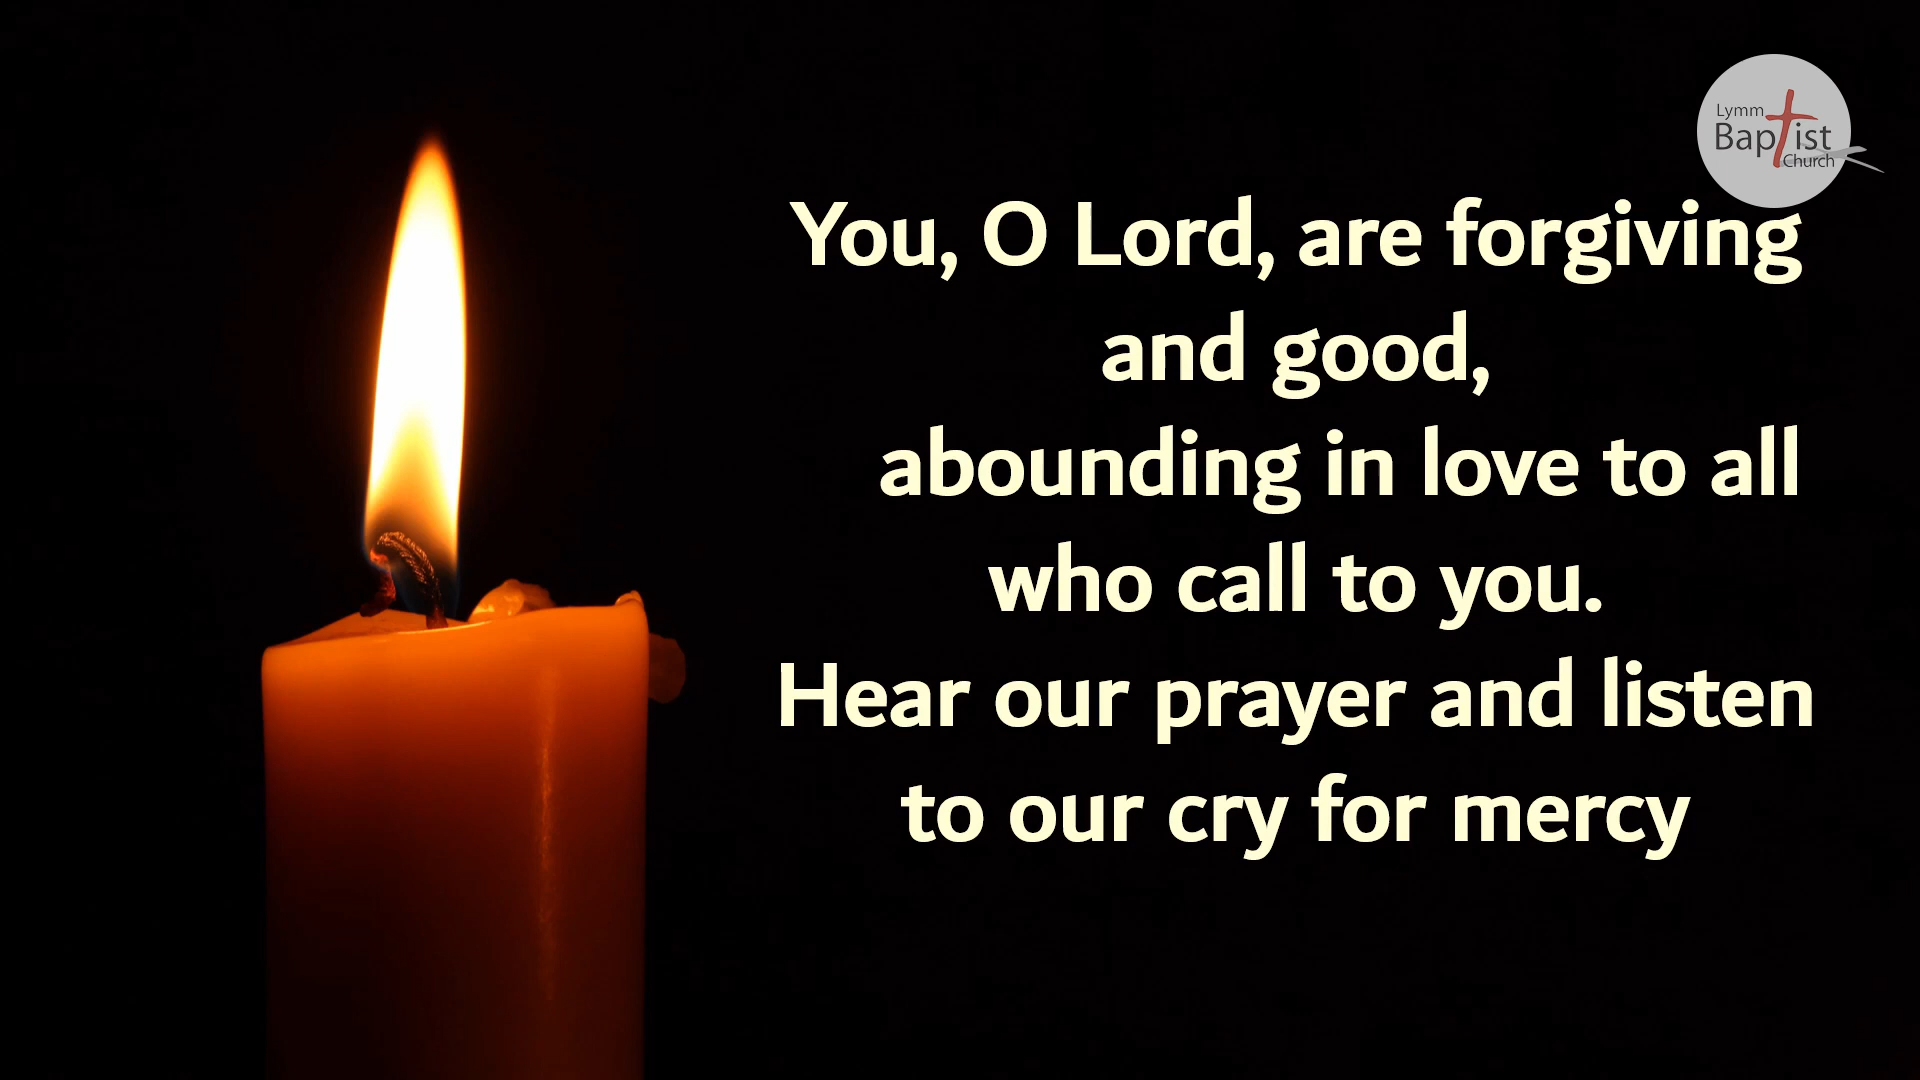 Lymm
Baptist
Church
You, O Lord, are forgiving
and good,
abounding in love to all
who call to you.
Hear our prayer and listen
to our cry for mercy